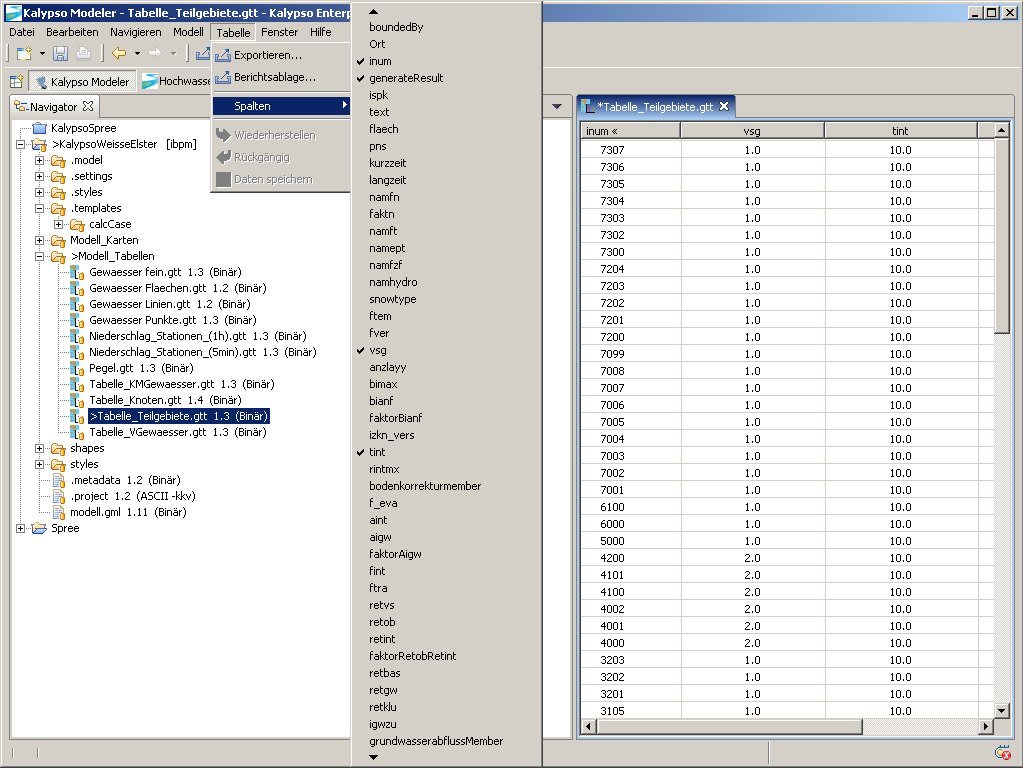 Kalypso Modeler - Tabelle_Teilgebiete.gtt - Kalypso Enterp
Datei Bearbeiten Navigieren Modell Tabelle Fenster Hilfe
Kalypso Modeler Hochwasse
Navigator
KalypsoSpree
>KalypsoWeisseElster [ibpm]
.model
.settings
.styles
.templates
calcCase
Modell_Karten
>Modell_Tabellen
Gewaesser fein.gtt 1.3 (Binär)
Gewaesser Flaechen.gtt 1.2 (Binär)
Gewaesser Linien.gtt 1.2 (Binär)
Gewaesser Punkte.gtt 1.3 (Binär)
Niederschlag_Stationen_(1h).gtt 1.3 (Binär)
Niederschlag_Stationen_(5min).gtt 1.3 (Binär)
Pegel.gtt 1.3 (Binär)
Tabelle_KMGewaesser.gtt 1.3 (Binär)
Tabelle_Knoten.gtt 1.4 (Binär)
>Tabelle_Teilgebiete.gtt 1.3 (Binär)
Tabelle_VGewaesser.gtt 1.3 (Binär)
shapes
styles
.metadata 1.2 (Binär)
.project 1.2 (ASCII -kkv)
modell.gml 1.11 (Binär)
Spree
Exportieren...
Berichtsablage...
Spalten
Wiederherstellen
Rückgängig
Daten speichern
boundedBy
Ort
inum
generateResult
ispk
text
flaech
pns
kurzzeit
langzeit
namfn
faktn
namft
namept
namfzf
namhydro
snowtype
ftem
fver
vsg
anzlayy
bimax
bianf
faktorBianf
izkn_vers
tint
rintmx
bodenkorrekturmember
f_eva
aint
aigw
faktorAigw
fint
ftra
retvs
retob
retint
faktorRetobRetint
retbas
retgw
retklu
igwzu
grundwasserabflussMember
*Tabelle_Teilgebiete.gtt
inum « vsg tint
7307 1.0 10.0
7306 1.0 10.0
7305 1.0 10.0
7304 1.0 10.0
7303 1.0 10.0
7302 1.0 10.0
7300 1.0 10.0
7204 1.0 10.0
7203 1.0 10.0
7202 1.0 10.0
7201 1.0 10.0
7200 1.0 10.0
7099 1.0 10.0
7008 1.0 10.0
7007 1.0 10.0
7006 1.0 10.0
7005 1.0 10.0
7004 1.0 10.0
7003 1.0 10.0
7002 1.0 10.0
7001 1.0 10.0
6100 1.0 10.0
6000 1.0 10.0
5000 1.0 10.0
4200 2.0 10.0
4101 2.0 10.0
4100 2.0 10.0
4002 2.0 10.0
4001 2.0 10.0
4000 2.0 10.0
3203 1.0 10.0
3202 1.0 10.0
3201 1.0 10.0
3105 1.0 10.0